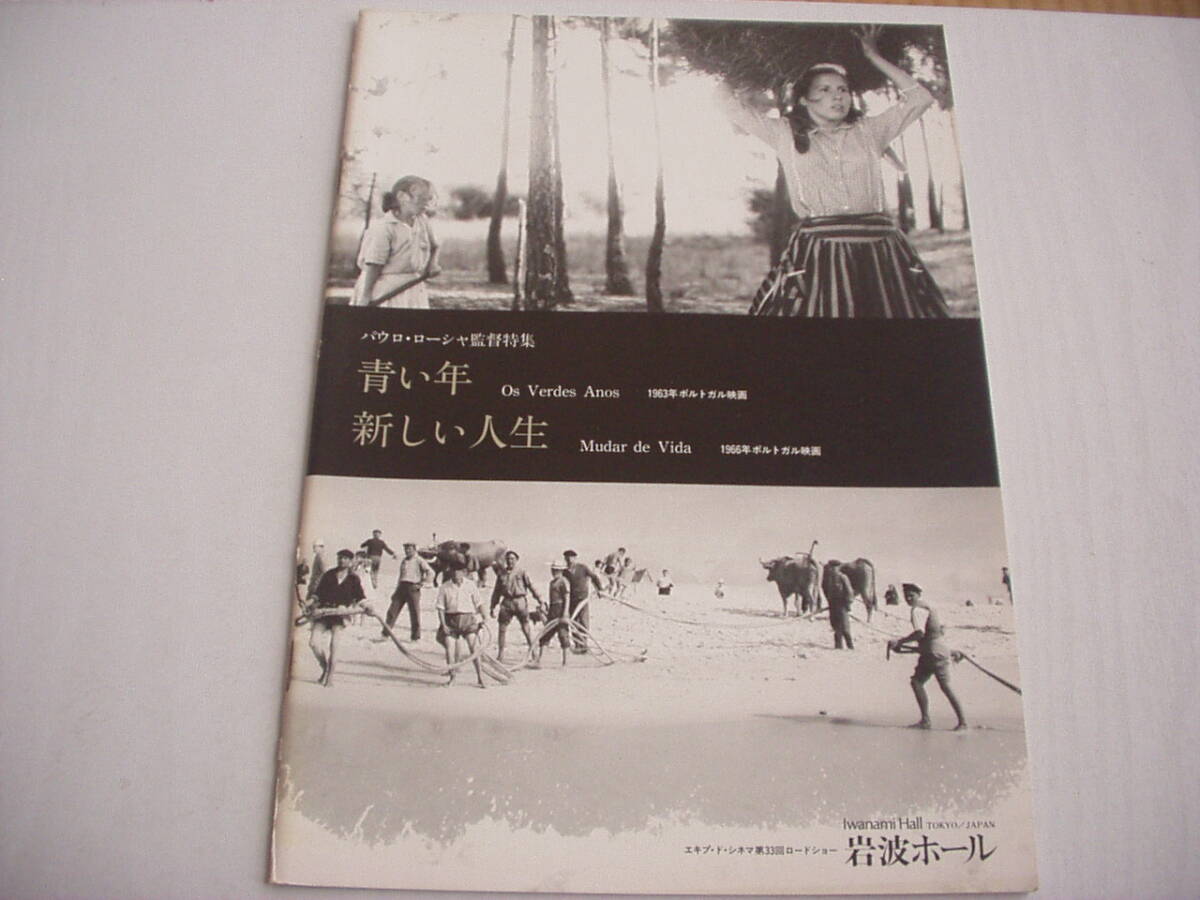 パウロ・ローシャ監督特集
青い年 Os Verdes Anos 1963年ポルトガル映画
新しい人生 Mudar de Vida 1966年ポルトガル映画
Iwanami Hall TOKYO／JAPAN
エキプ・ド・シネマ第33回ロードショー 岩波ホール